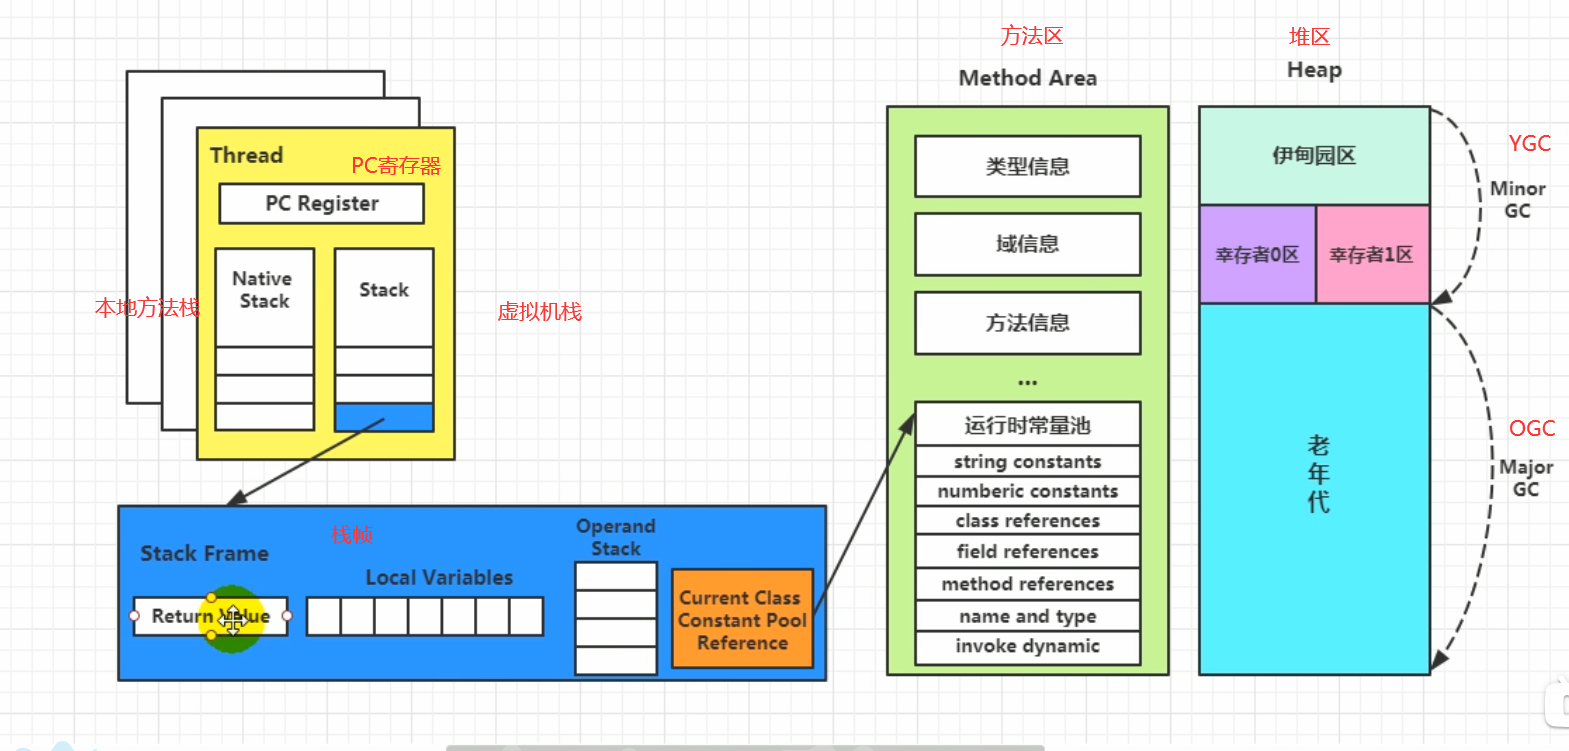 方法区
堆区
Method Area
Heap
Thread
PC寄存器
PC Register
Native
Stack
Stack
本地方法栈
虚拟机栈
栈帧
Stack Frame
Return Value
Local Variables
Operand
Stack
Current Class
Constant Pool
Reference
类型信息
域信息
方法信息
...
运行时常量池
string constants
numberic constants
class references
field references
method references
name and type
invoke dynamic
伊甸园区
幸存者0区
幸存者1区
老
年
代
YGC
Minor
GC
OGC
Major
GC